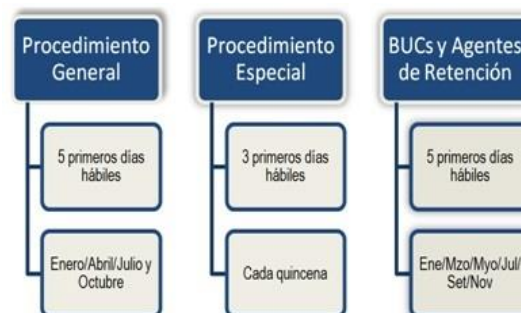 Procedimiento
General
5 primeros días
hábiles
Enero/Abril/Julio y
Octubre
Procedimiento
Especial
3 primeros días
hábiles
Cada quincena
BUCs y Agentes
de Retención
5 primeros días
hábiles
Ene/Mzo/Myo/Jul/
Set/Nov